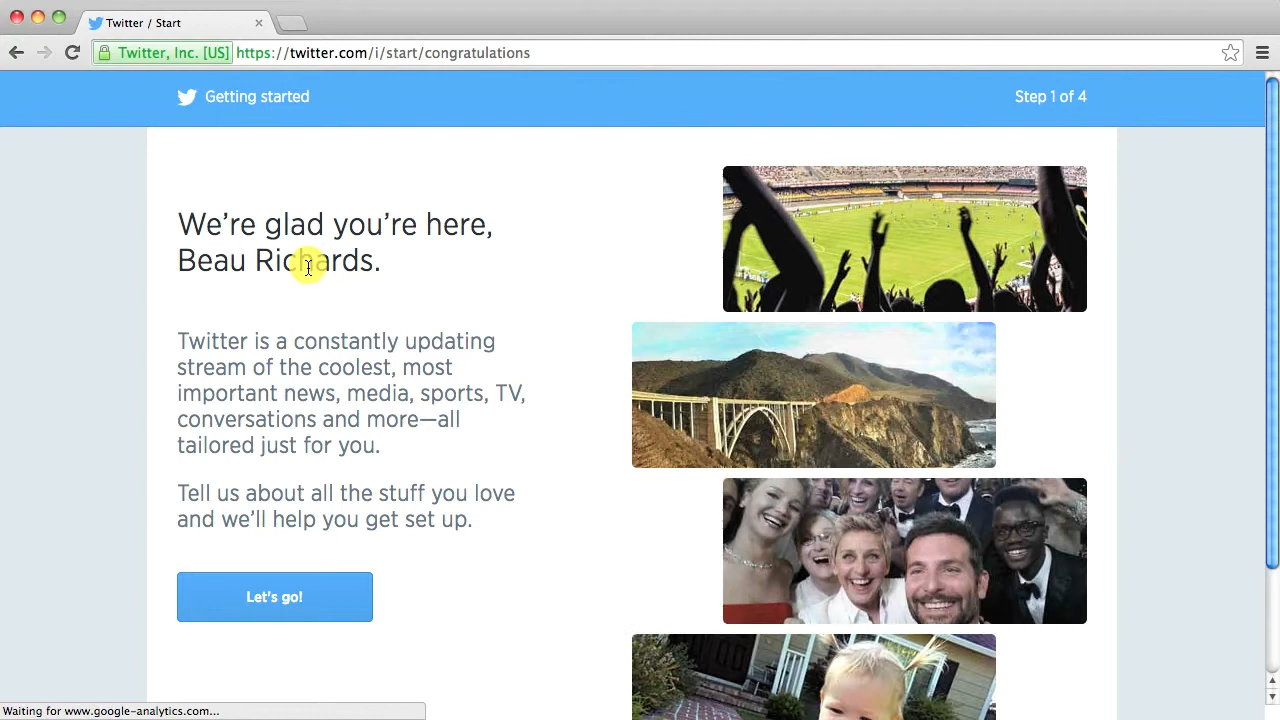 Twitter / Start
Twitter, Inc. [US] https://twitter.com/i/start/congratulations
Getting started
Step 1 of 4
We're glad you're here,
Beau Richards.
Twitter is a constantly updating
stream of the coolest, most
important news, media, sports, TV,
conversations and more—all
tailored just for you.
Tell us about all the stuff you love
and we'll help you get set up.
Let's go!
Waiting for www.google-analytics.com...